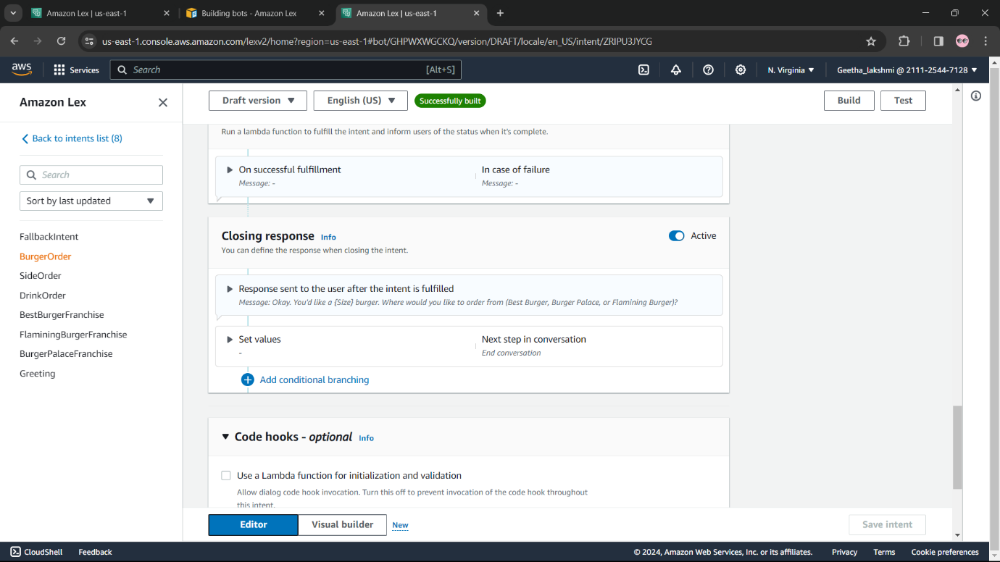 Amazon Lex | us-east-1
Building bots - Amazon Lex
Amazon Lex | us-east-1
us-east-1.console.aws.amazon.com/lexv2/home?region=us-east-1#bot/GHPWXWGCKQ/version/DRAFT/locale/en_US/intent/ZRIPU3JYCG
aws
Services
Search
[Alt+S]
N. Virginia
Geetha_lakshmi @ 2111-2544-7128
Amazon Lex
Back to intents list (8)
Search
Sort by last updated
FallbackIntent
BurgerOrder
SideOrder
DrinkOrder
BestBurgerFranchise
FlaminingBurgerFranchise
BurgerPalaceFranchise
Greeting
Draft version
English (US)
Successfully built
Build
Test
Run a lambda function to fulfill the intent and inform users of the status when it's complete.
On successful fulfillment
Message: -
In case of failure
Message: -
Closing response Info
Active
You can define the response when closing the intent.
Response sent to the user after the intent is fulfilled
Message: Okay. You'd like a {Size} burger. Where would you like to order from (Best Burger, Burger Palace, or Flamining Burger)?
Set values
-
Next step in conversation
End conversation
Add conditional branching
Code hooks - optional Info
Use a Lambda function for initialization and validation
Allow dialog code hook invocation. Turn this off to prevent invocation of the code hook throughout
this intent.
Editor
Visual builder
New
Save intent
CloudShell
Feedback
© 2024, Amazon Web Services, Inc. or its affiliates.
Privacy
Terms
Cookie preferences